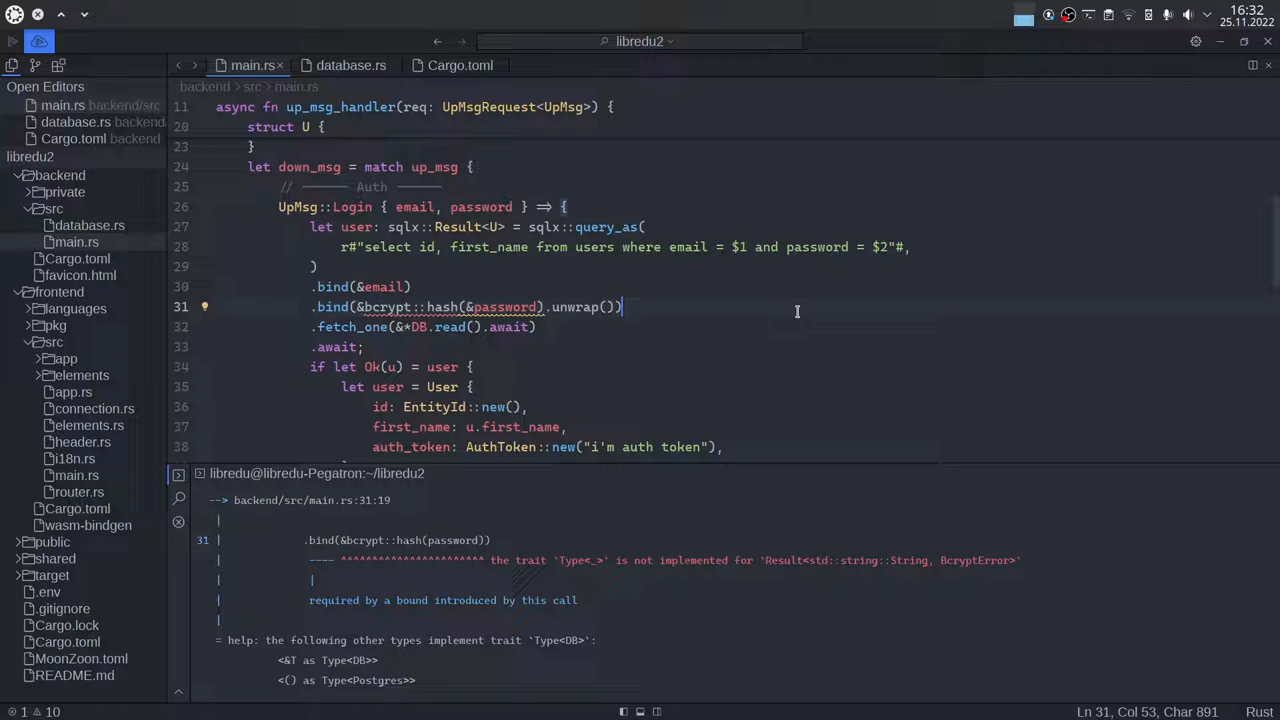 16:32
25.11.2022
libredu2
main.rs
database.rs
Cargo.toml
Open Editors
main.rs backend/src
database.rs backend/
Cargo.toml backend
libredu2
backend
private
src
database.rs
main.rs
Cargo.toml
favicon.html
frontend
languages
pkg
src
app
elements
app.rs
connection.rs
elements.rs
header.rs
i18n.rs
main.rs
router.rs
Cargo.toml
wasm-bindgen
public
shared
target
.env
.gitignore
Cargo.lock
Cargo.toml
MoonZoon.toml
README.md
backend > src > main.rs
11 async fn up_msg_handler(req: UpMsgRequest<UpMsg>) {
20 struct U {
23 }
24 let down_msg = match up_msg {
25 // ────── Auth ──────
26 UpMsg::Login { email, password } => {
27 let user: sqlx::Result<U> = sqlx::query_as(
28 r#"select id, first_name from users where email = $1 and password = $2"#,
29 )
30 .bind(&email)
31 .bind(&bcrypt::hash(&password).unwrap())
32 .fetch_one(&*DB.read().await)
33 .await;
34 if let Ok(u) = user {
35 let user = User {
36 id: EntityId::new(),
37 first_name: u.first_name,
38 auth_token: AuthToken::new("i'm auth token"),
libredu@libredu-Pegatron:~/libredu2
--> backend/src/main.rs:31:19
|
31 | .bind(&bcrypt::hash(password))
| ---- ^^^^^^^^^^^^^^^^^^^^^^^ the trait `Type<_>` is not implemented for `Result<std::string::String, BcryptError>`
| |
| required by a bound introduced by this call
|
= help: the following other types implement trait `Type<DB>`:
<&T as Type<DB>>
<() as Type<Postgres>>
1 10
Ln 31, Col 53, Char 891
Rust